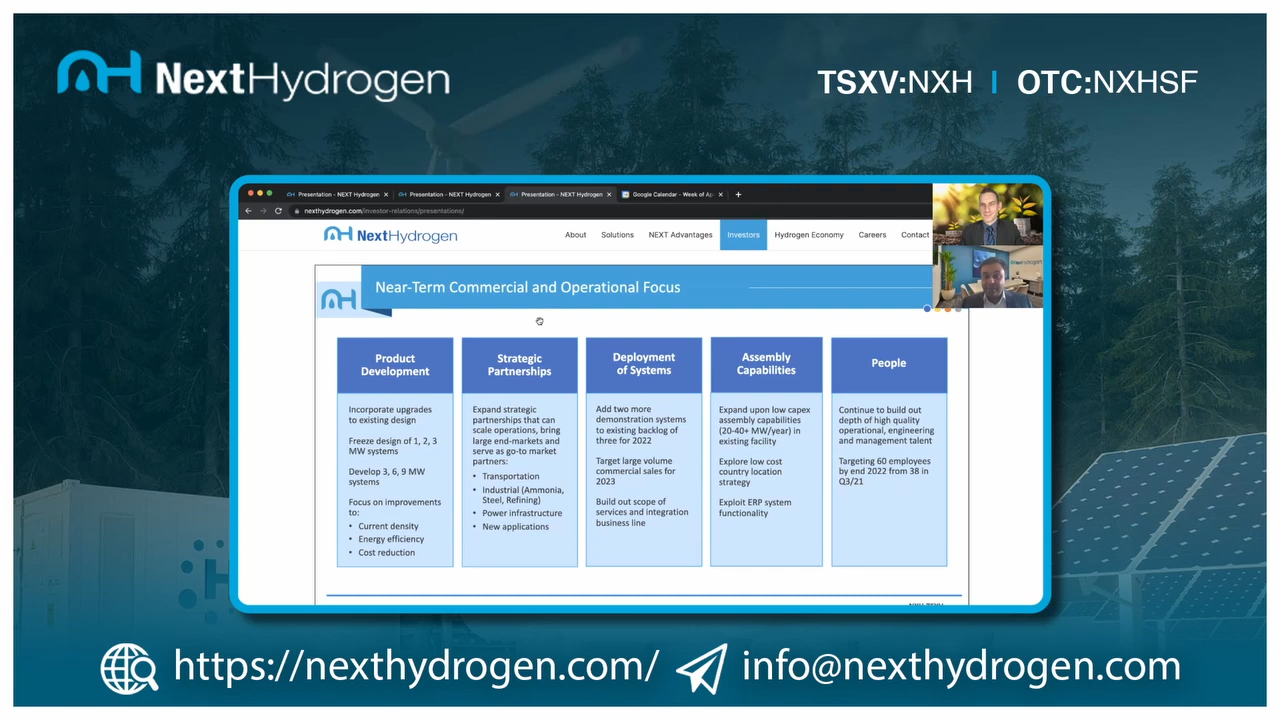 NextHydrogen
TSXV:NXH | OTC:NXHSF
Presentation - NEXT Hydrogen
Presentation - NEXT Hydrogen
Presentation - NEXT Hydrogen
Google Calendar - Week of Ap
nexthydrogen.com/investor-relations/presentations/
NextHydrogen
About
Solutions
NEXT Advantages
Investors
Hydrogen Economy
Careers
Contact
Near-Term Commercial and Operational Focus
Product
Development
Incorporate upgrades
to existing design
Freeze design of 1, 2, 3
MW systems
Develop 3, 6, 9 MW
systems
Focus on improvements
to:
• Current density
• Energy efficiency
• Cost reduction
Strategic
Partnerships
Expand strategic
partnerships that can
scale operations, bring
large end-markets and
serve as go-to market
partners:
• Transportation
• Industrial (Ammonia,
Steel, Refining)
• Power infrastructure
• New applications
Deployment
of Systems
Add two more
demonstration systems
to existing backlog of
three for 2022
Target large volume
commercial sales for
2023
Build out scope of
services and integration
business line
Assembly
Capabilities
Expand upon low capex
assembly capabilities
(20-40+ MW/year) in
existing facility
Explore low cost
country location
strategy
Exploit ERP system
functionality
People
Continue to build out
depth of high quality
operational, engineering
and management talent
Targeting 60 employees
by end 2022 from 38 in
Q3/21
https://nexthydrogen.com/
info@nexthydrogen.com